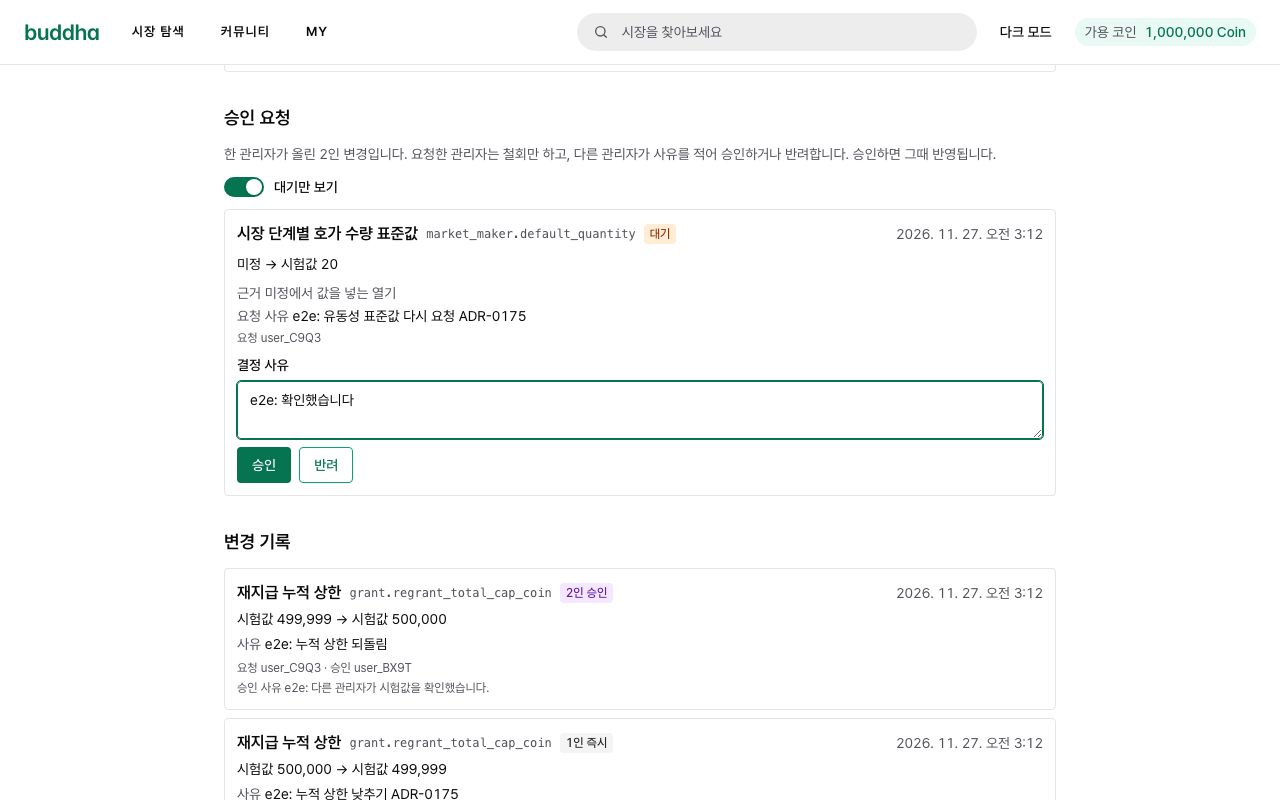 buddha 시장 탐색 커뮤니티 MY 시장을 찾아보세요 다크 모드 가용 코인 1,000,000 Coin
승인 요청
한 관리자가 올린 2인 변경입니다. 요청한 관리자는 철회만 하고, 다른 관리자가 사유를 적어 승인하거나 반려합니다. 승인하면 그때 반영됩니다.
대기만 보기
시장 단계별 호가 수량 표준값 market_maker.default_quantity 대기 2026. 11. 27. 오전 3:12
미정 → 시험값 20
근거 미정에서 값을 넣는 열기
요청 사유 e2e: 유동성 표준값 다시 요청 ADR-0175
요청 user_C9Q3
결정 사유
e2e: 확인했습니다
승인 반려
변경 기록
재지급 누적 상한 grant.regrant_total_cap_coin 2인 승인 2026. 11. 27. 오전 3:12
시험값 499,999 → 시험값 500,000
사유 e2e: 누적 상한 되돌림
요청 user_C9Q3 · 승인 user_BX9T
승인 사유 e2e: 다른 관리자가 시험값을 확인했습니다.
재지급 누적 상한 grant.regrant_total_cap_coin 1인 즉시 2026. 11. 27. 오전 3:12
시험값 500,000 → 시험값 499,999
사유 e2e: 누적 상한 낮추기 ADR-0175